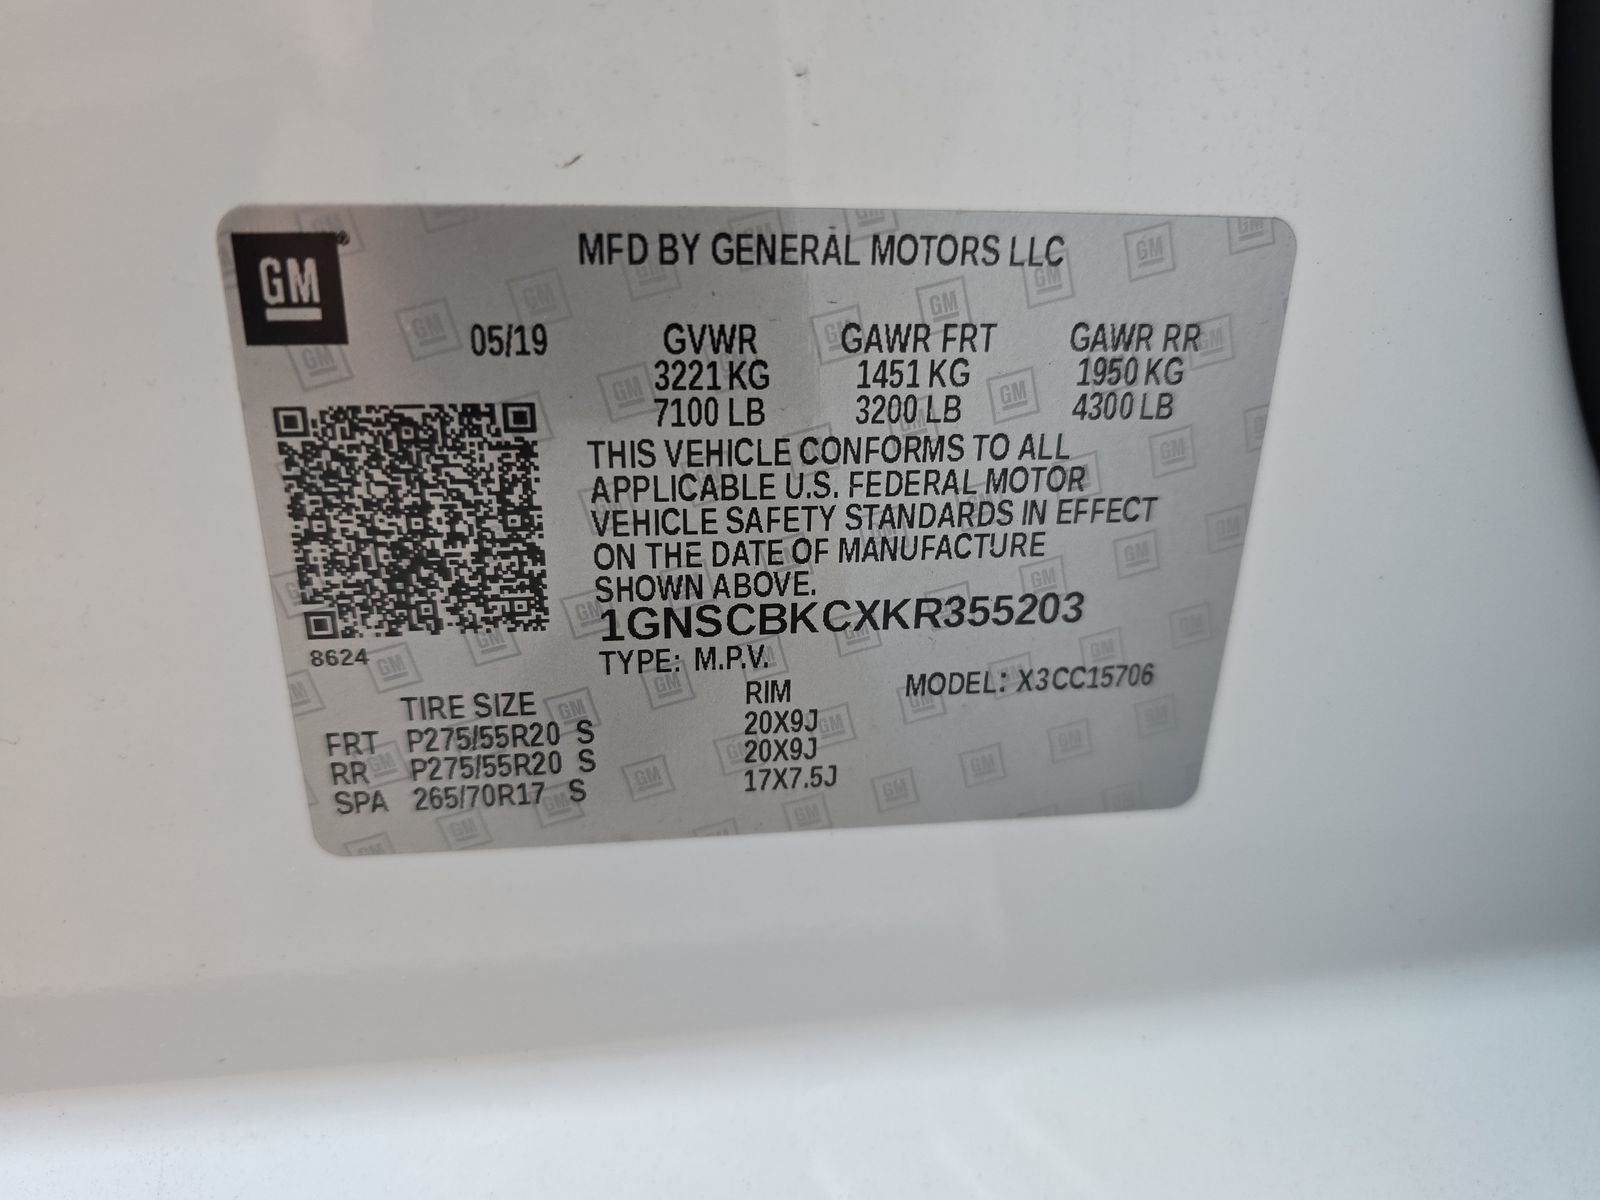 GM
MFD BY GENERAL MOTORS LLC
05/19 GVWR GAWR FRT GAWR RR
3221 KG 1451 KG 1950 KG
7100 LB 3200 LB 4300 LB
THIS VEHICLE CONFORMS TO ALL
APPLICABLE U.S. FEDERAL MOTOR
VEHICLE SAFETY STANDARDS IN EFFECT
ON THE DATE OF MANUFACTURE
SHOWN ABOVE.
1GNSCBKCXKR355203
8624
TYPE: M.P.V.
MODEL: X3CC15706
TIRE SIZE RIM
FRT P275/55R20 S 20X9J
RR P275/55R20 S 20X9J
SPA 265/70R17 S 17X7.5J